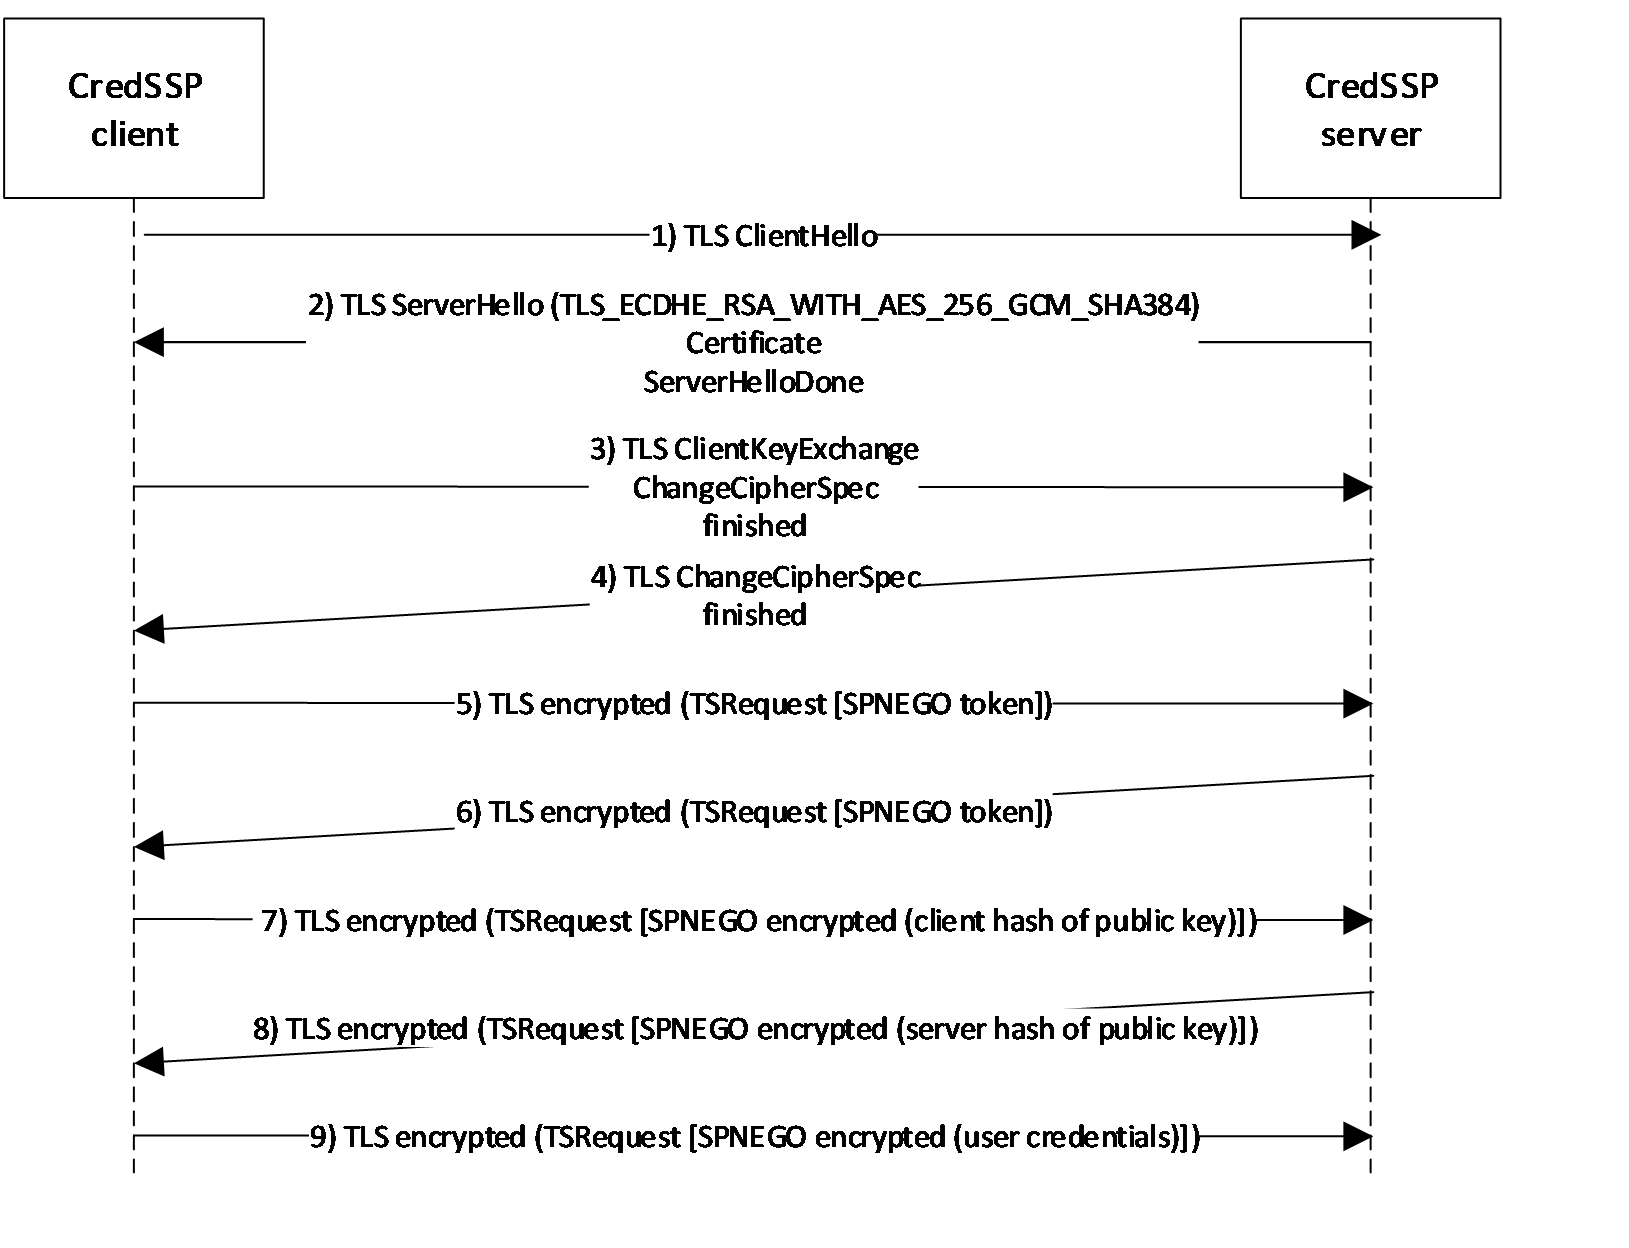 CredSSP
client
CredSSP
server
1) TLS ClientHello
2) TLS ServerHello (TLS_ECDHE_RSA_WITH_AES_256_GCM_SHA384)
Certificate
ServerHelloDone
3) TLS ClientKeyExchange
ChangeCipherSpec
finished
4) TLS ChangeCipherSpec
finished
5) TLS encrypted (TSRequest [SPNEGO token])
6) TLS encrypted (TSRequest [SPNEGO token])
7) TLS encrypted (TSRequest [SPNEGO encrypted (client hash of public key)])
8) TLS encrypted (TSRequest [SPNEGO encrypted (server hash of public key)])
9) TLS encrypted (TSRequest [SPNEGO encrypted (user credentials)])